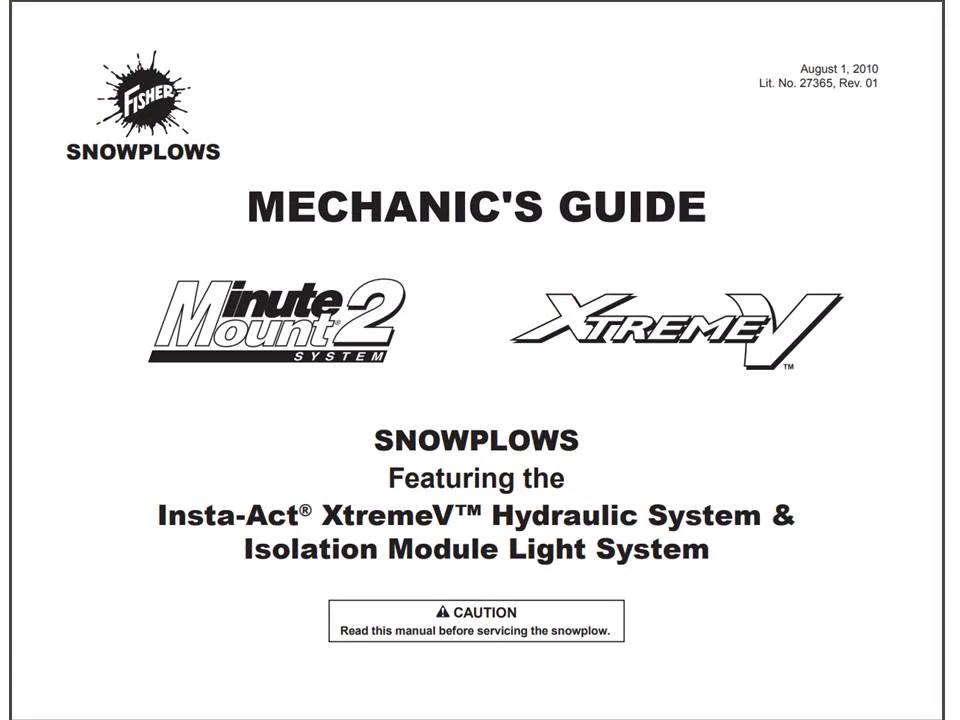 August 1, 2010
Lit. No. 27365, Rev. 01
FISHER
SNOWPLOWS
MECHANIC'S GUIDE
Minute
Mount® 2
SYSTEM
XTREMEV™
SNOWPLOWS
Featuring the
Insta-Act® XtremeV™ Hydraulic System &
Isolation Module Light System
⚠ CAUTION
Read this manual before servicing the snowplow.